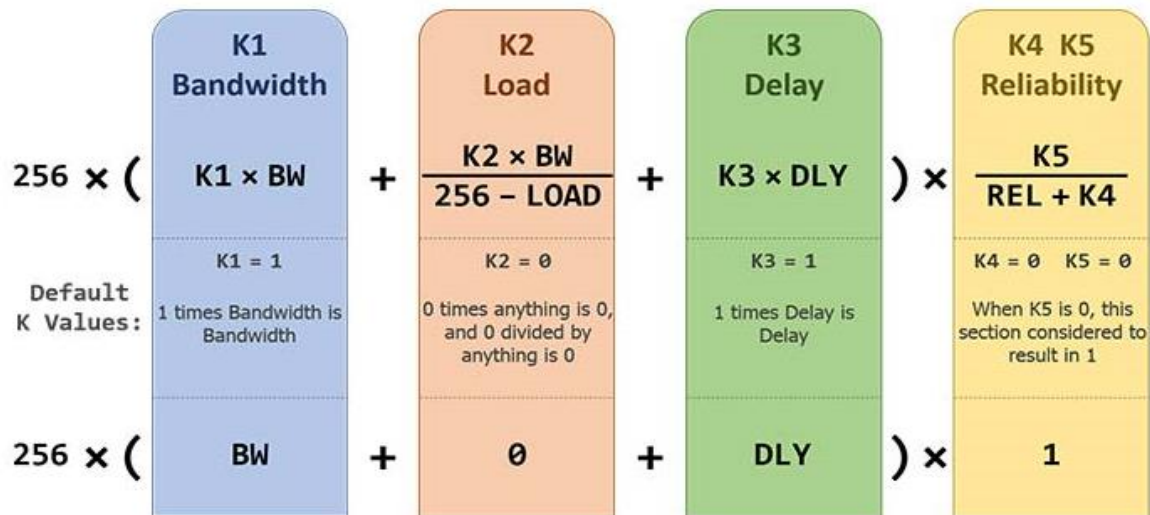 K1
Bandwidth
K2
Load
K3
Delay
K4 K5
Reliability
256 × ( K1 × BW + K2 × BW / 256 – LOAD + K3 × DLY ) × K5 / REL + K4
Default
K Values:
K1 = 1
1 times Bandwidth is
Bandwidth
K2 = 0
0 times anything is 0,
and 0 divided by
anything is 0
K3 = 1
1 times Delay is
Delay
K4 = 0 K5 = 0
When K5 is 0, this
section considered to
result in 1
256 × ( BW + 0 + DLY ) × 1